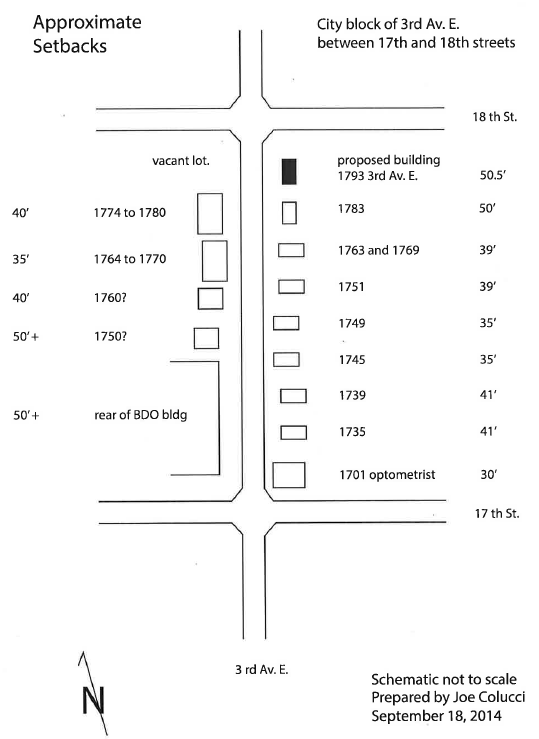 Approximate
Setbacks
City block of 3rd Av. E.
between 17th and 18th streets
18 th St.
vacant lot.
proposed building
1793 3rd Av. E. 50.5'
40' 1774 to 1780
1783 50'
35' 1764 to 1770
1763 and 1769 39'
40' 1760?
1751 39'
50'+ 1750?
1749 35'
1745 35'
50'+ rear of BDO bldg
1739 41'
1735 41'
1701 optometrist 30'
17 th St.
3 rd Av. E.
N
Schematic not to scale
Prepared by Joe Colucci
September 18, 2014